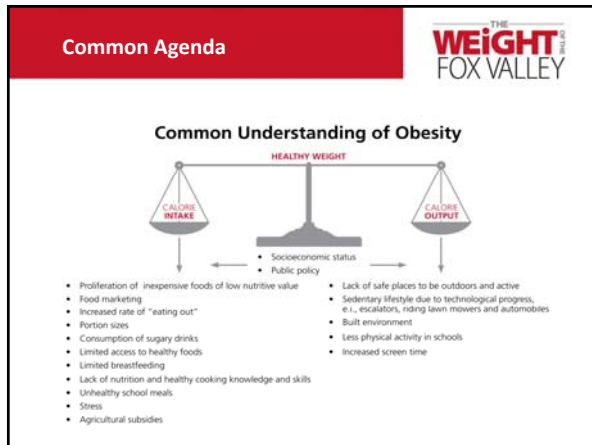 Common Agenda
THE
WEiGHT
OF THE
FOX VALLEY
Common Understanding of Obesity
HEALTHY WEIGHT
CALORIE
INTAKE
CALORIE
OUTPUT
• Socioeconomic status
• Public policy
• Proliferation of inexpensive foods of low nutritive value
• Food marketing
• Increased rate of "eating out"
• Portion sizes
• Consumption of sugary drinks
• Limited access to healthy foods
• Limited breastfeeding
• Lack of nutrition and healthy cooking knowledge and skills
• Unhealthy school meals
• Stress
• Agricultural subsidies
• Lack of safe places to be outdoors and active
• Sedentary lifestyle due to technological progress,
e.i., escalators, riding lawn mowers and automobiles
• Built environment
• Less physical activity in schools
• Increased screen time